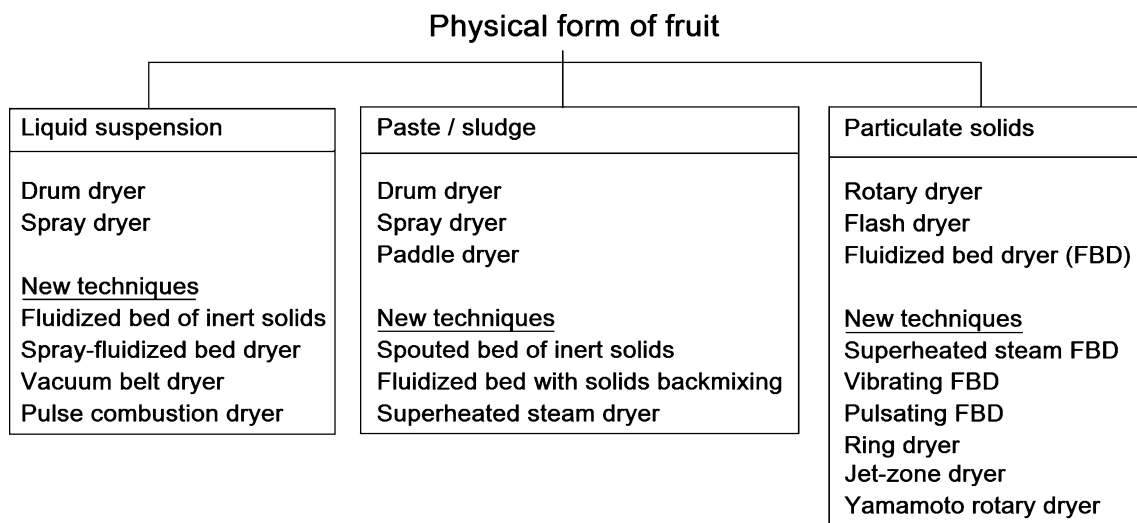 Physical form of fruit
Liquid suspension
Drum dryer
Spray dryer
New techniques
Fluidized bed of inert solids
Spray-fluidized bed dryer
Vacuum belt dryer
Pulse combustion dryer
Paste / sludge
Drum dryer
Spray dryer
Paddle dryer
New techniques
Spouted bed of inert solids
Fluidized bed with solids backmixing
Superheated steam dryer
Particulate solids
Rotary dryer
Flash dryer
Fluidized bed dryer (FBD)
New techniques
Superheated steam FBD
Vibrating FBD
Pulsating FBD
Ring dryer
Jet-zone dryer
Yamamoto rotary dryer